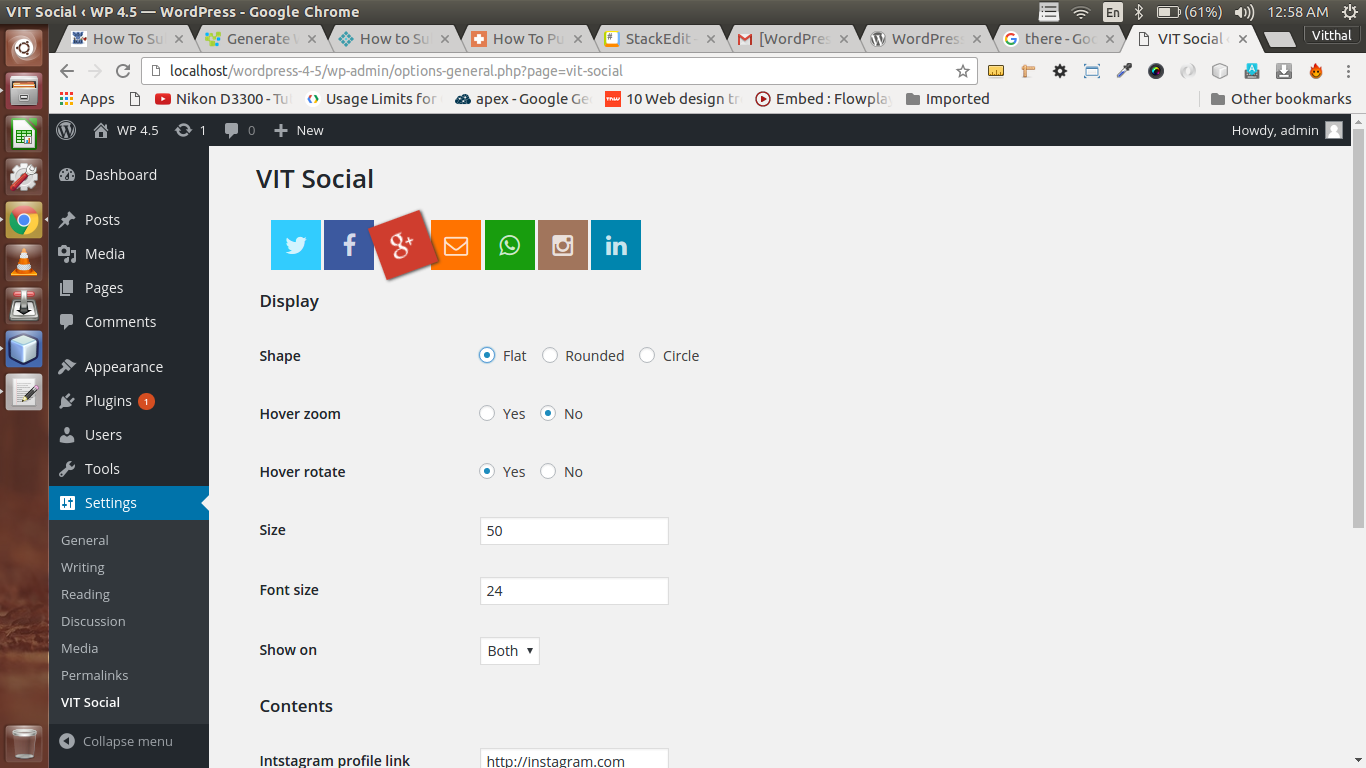 VIT Social ‹ WP 4.5 — WordPress - Google Chrome
En
(61%)
12:58 AM
How To Su
Generate
How to Su
How To Pu
StackEdit –
[WordPres
WordPress
there - Goo
VIT Social
Vitthal
localhost/wordpress-4-5/wp-admin/options-general.php?page=vit-social
Apps
Nikon D3300 - Tu
Usage Limits for
apex - Google Ge
10 Web design tr
Embed : Flowpla
Imported
Other bookmarks
WP 4.5
1
0
New
Howdy, admin
Dashboard
Posts
Media
Pages
Comments
Appearance
Plugins 1
Users
Tools
Settings
General
Writing
Reading
Discussion
Media
Permalinks
VIT Social
Collapse menu
VIT Social
f
g+
in
Display
Shape
Flat
Rounded
Circle
Hover zoom
Yes
No
Hover rotate
Yes
No
Size
50
Font size
24
Show on
Both
Contents
Intstagram profile link
http://instagram.com